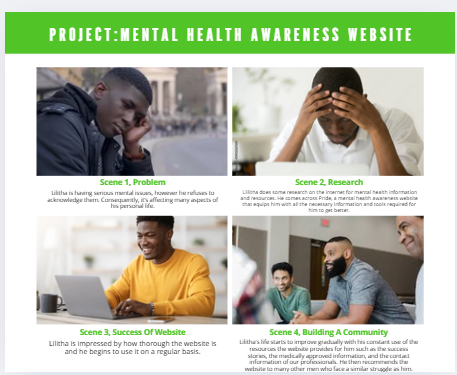 PROJECT:MENTAL HEALTH AWARENESS WEBSITE
Scene 1, Problem
Lilitha is having serious mental issues, however he refuses to
acknowledge them. Consequently, it's affecting many aspects of
his personal life.
Scene 2, Research
Lilitha does some research on the internet for mental health information
and resources. He comes across Pride, a mental health awareness website
that equips him with all the necessary information and tools required for
him to get better.
Scene 3, Success Of Website
Lilitha is impressed by how thorough the website is
and he begins to use it on a regular basis.
Scene 4, Building A Community
Lilitha's life starts to improve gradually with his constant use of the
resources the website provides for him such as the success
stories, the medically approved information, and the contact
information of our professionals. He then recommends the
website to many other men who face a similar struggle as him.